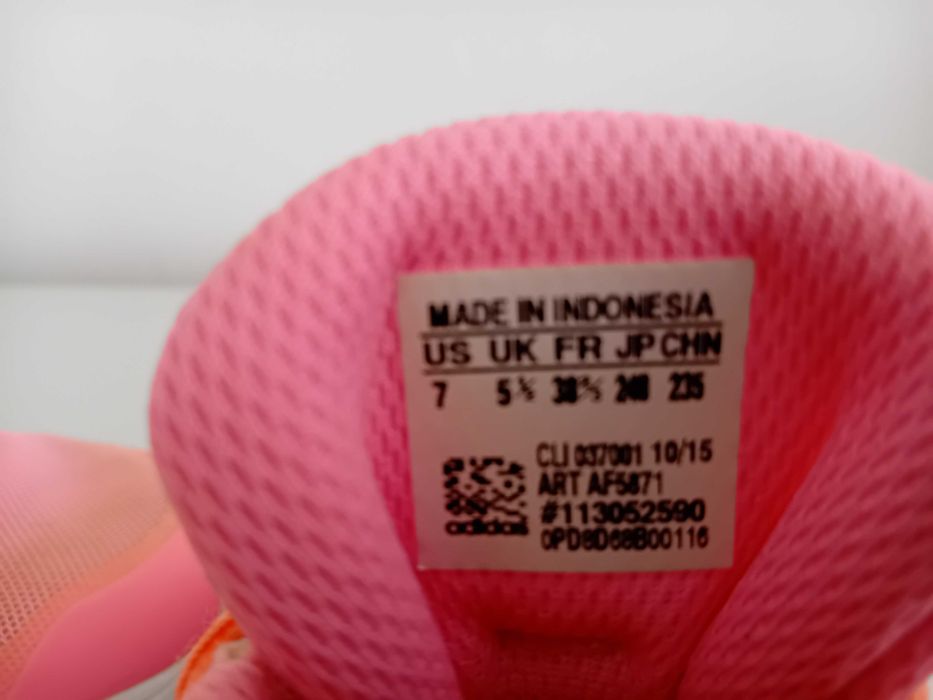 MADE IN INDONESIA
US UK FR JP CHN
7 5½ 38⅔ 240 235
CLI 037001 10/15
ART AF5871
#113052590
adidas